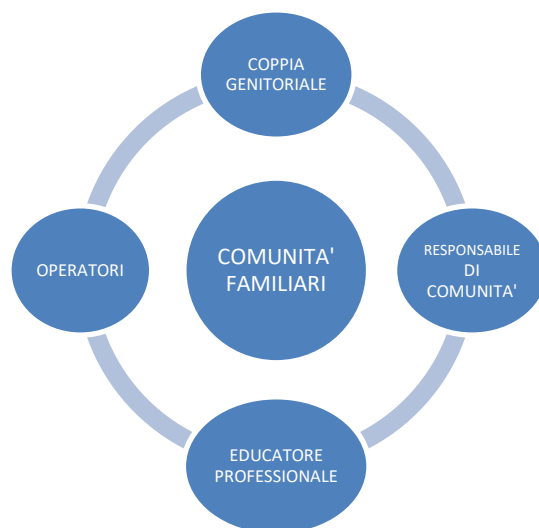 COPPIA
GENITORIALE
OPERATORI
COMUNITA'
FAMILIARI
RESPONSABILE
DI
COMUNITA'
EDUCATORE
PROFESSIONALE